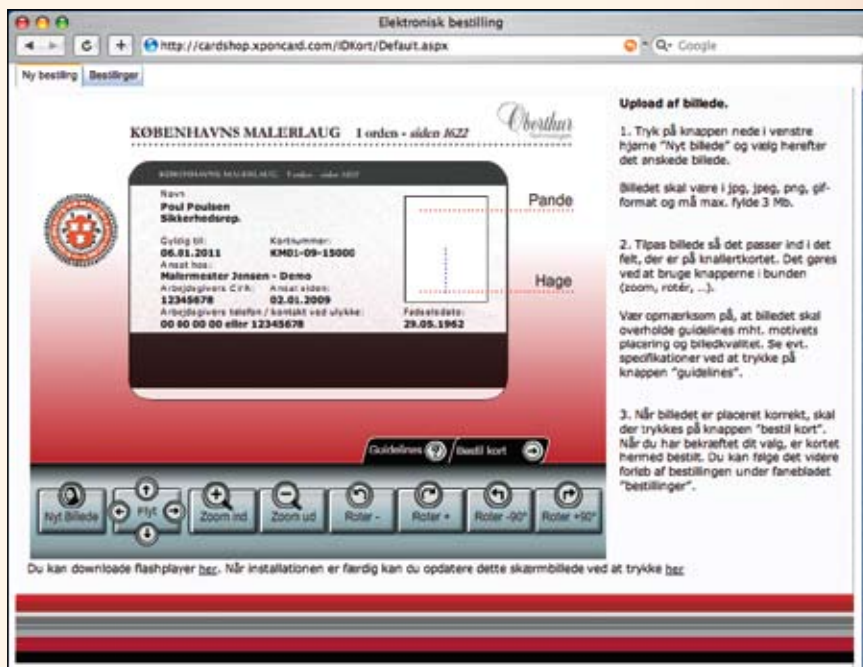 Elektronisk bestilling
http://cardshop.xponcard.com/IDKort/Default.aspx
Google
Ny bestiling Bestillinger
KØBENHAVNS MALERLAUG I orden - siden 1622
Oberthur
KØBENHAVNS MALERLAUG I orden - siden 1622
Navn
Poul Poulsen
Sikkerhedsrep.
Gyldig til: Kortnummer:
06.01.2011 KM01-09-15000
Ansat hos:
Malermester Jensen - Demo
Arbejdsgivers CVR: Ansat siden:
12345678 02.01.2009
Arbejdsgivers telefon / kontakt ved ulykke: Fødselsdato:
00 00 00 00 eller 12345678 29.05.1962
Pande
Hage
Guidelines ? Bestil kort
Nyt Billede Flyt Zoom ind Zoom ud Roter - Roter + Roter -90° Roter +90°
Upload af billede.
1. Tryk på knappen nede i venstre
hjørne "Nyt billede" og vælg herefter
det ønskede billede.
Billedet skal være i jpg, jpeg, png, gif-
format og må max. fylde 3 Mb.
2. Tilpas billede så det passer ind i det
felt, der er på knallertkortet. Det gøres
ved at bruge knapperne i bunden
(zoom, rotér, ...).
Vær opmærksom på, at billedet skal
overholde guidelines mht. motivets
placering og billedkvalitet. Se evt.
specifikationer ved at trykke på
knappen "guidelines".
3. Når billedet er placeret korrekt, skal
der trykkes på knappen "bestil kort".
Når du har bekræftet dit valg, er kortet
hermed bestilt. Du kan følge det videre
forløb af bestillingen under fanebladet
"bestillinger".
Du kan downloade flashplayer her. Når installationen er færdig kan du opdatere dette skærmbillede ved at trykke her